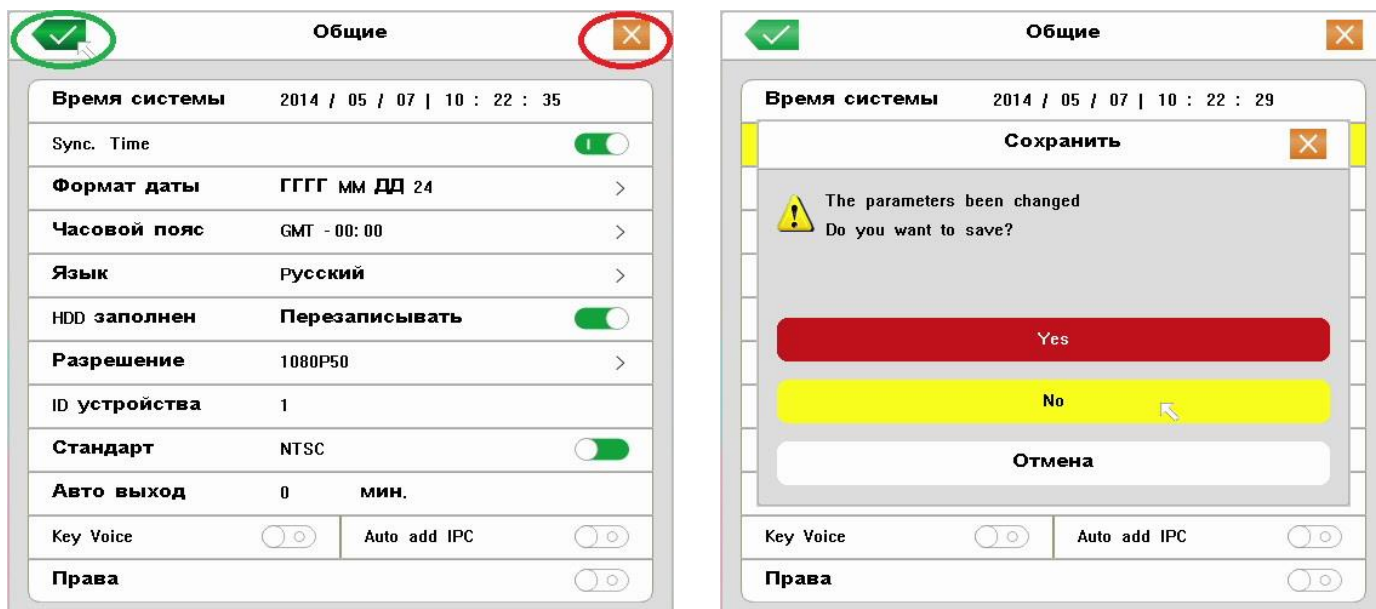 Общие
Время системы 2014 / 05 / 07 | 10 : 22 : 35
Sync. Time
Формат даты ГГГГ ММ ДД 24
Часовой пояс GMT - 00: 00
Язык Русский
HDD заполнен Перезаписывать
Разрешение 1080P50
ID устройства 1
Стандарт NTSC
Авто выход 0 мин.
Key Voice Auto add IPC
Права
Общие
Время системы 2014 / 05 / 07 | 10 : 22 : 29
Сохранить
The parameters been changed
Do you want to save?
Yes
No
Отмена
Key Voice Auto add IPC
Права